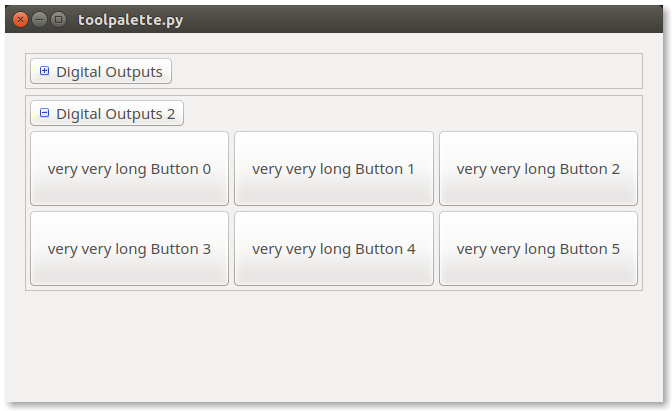 toolpalette.py
Digital Outputs
Digital Outputs 2
very very long Button 0 very very long Button 1 very very long Button 2
very very long Button 3 very very long Button 4 very very long Button 5